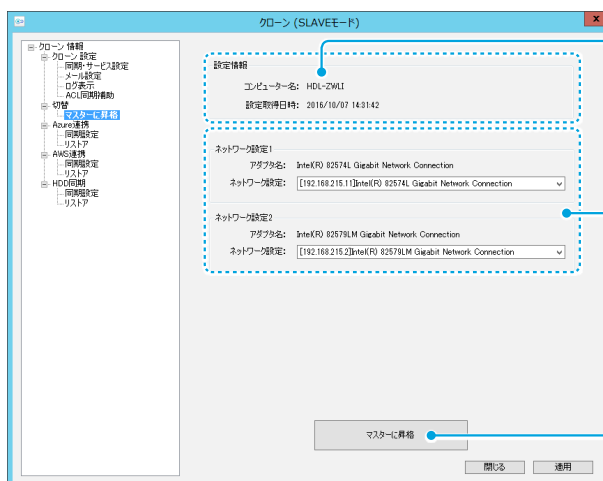 クローン (SLAVEモード)
クローン 情報
クローン 設定
同期・サービス設定
メール設定
ログ表示
ACL同期補助
切替
マスターに昇格
Azure連携
同期設定
リストア
AWS連携
同期設定
リストア
HDD同期
同期設定
リストア
設定情報
コンピューター名: HDL-ZWLI
設定取得日時: 2016/10/07 14:31:42
ネットワーク設定1
アダプタ名: Intel(R) 82574L Gigabit Network Connection
ネットワーク設定: [192.168.215.11]Intel(R) 82574L Gigabit Network Connection
ネットワーク設定2
アダプタ名: Intel(R) 82579LM Gigabit Network Connection
ネットワーク設定: [192.168.215.2]Intel(R) 82579LM Gigabit Network Connection
マスターに昇格
閉じる 適用